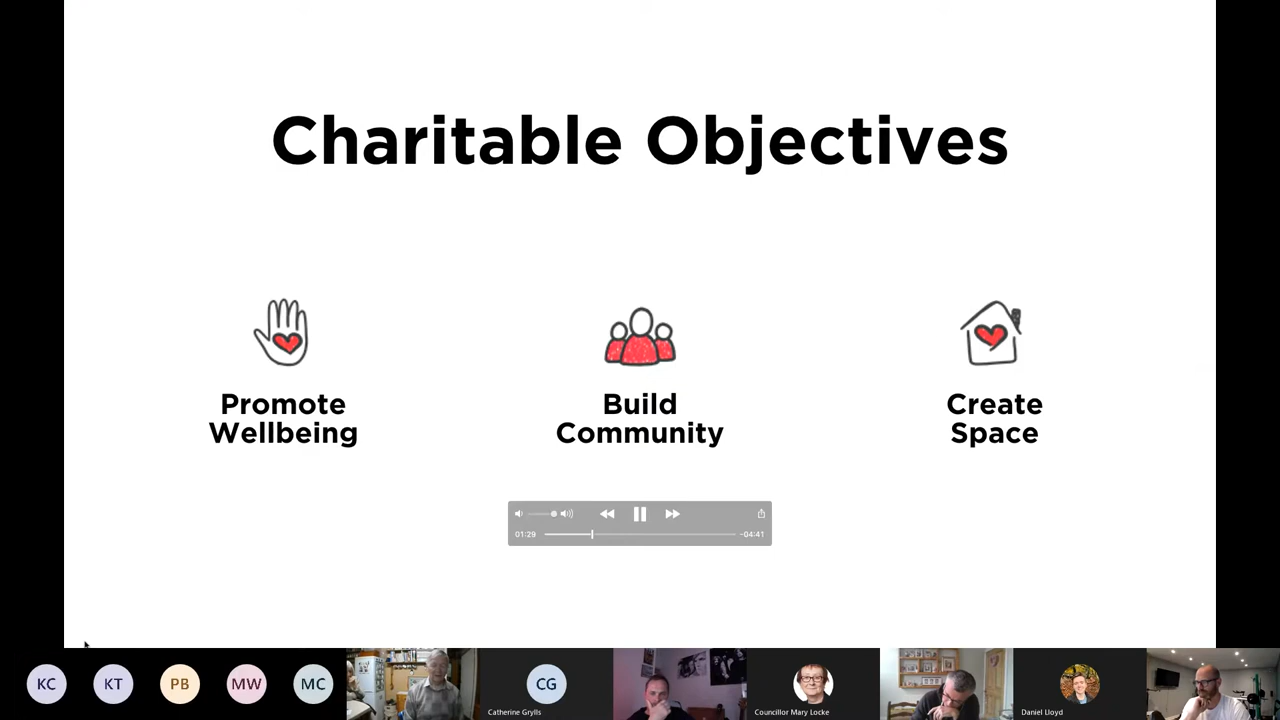 Charitable Objectives
Promote
Wellbeing
Build
Community
Create
Space
01:29
-04:41
KC
KT
PB
MW
MC
CG
Catherine Grylls
Councillor Mary Locke
Daniel Lloyd